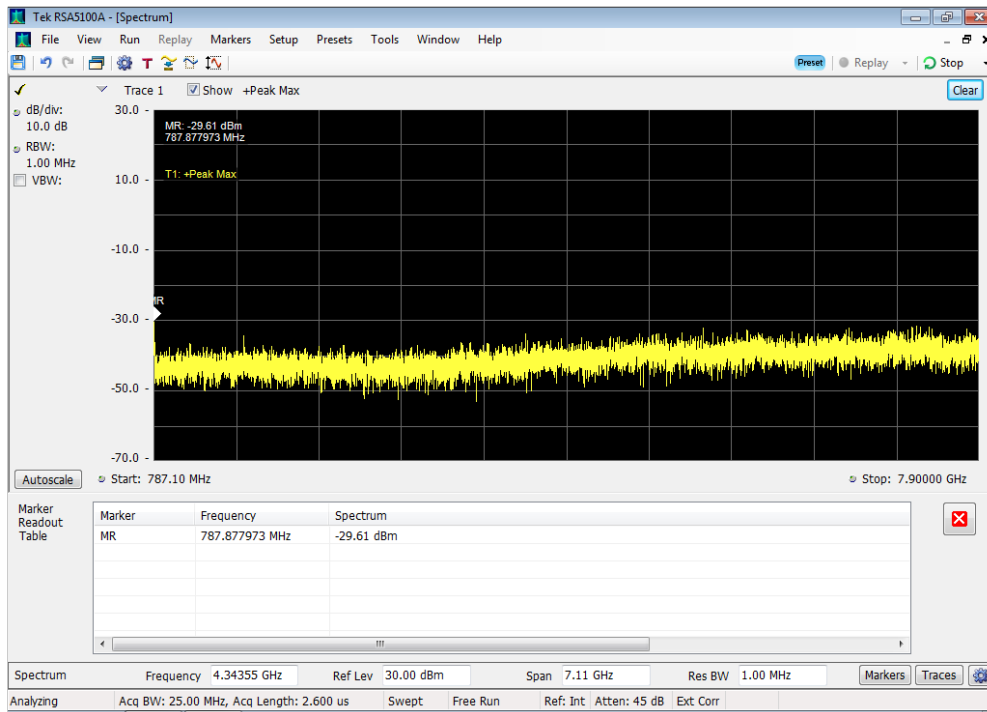 Tek RSA5100A - [Spectrum]
File View Run Replay Markers Setup Presets Tools Window Help
T Preset Replay Stop
Trace 1 Show +Peak Max Clear
dB/div:
10.0 dB
RBW:
1.00 MHz
VBW:
30.0 -
10.0 -
-10.0 -
-30.0 -
-50.0 -
-70.0 -
MR: -29.61 dBm
787.877973 MHz
T1: +Peak Max
MR
Autoscale Start: 787.10 MHz Stop: 7.90000 GHz
Marker
Readout
Table
Marker Frequency Spectrum
MR 787.877973 MHz -29.61 dBm
Spectrum Frequency 4.34355 GHz Ref Lev 30.00 dBm Span 7.11 GHz Res BW 1.00 MHz Markers Traces
Analyzing Acq BW: 25.00 MHz, Acq Length: 2.600 us Swept Free Run Ref: Int Atten: 45 dB Ext Corr